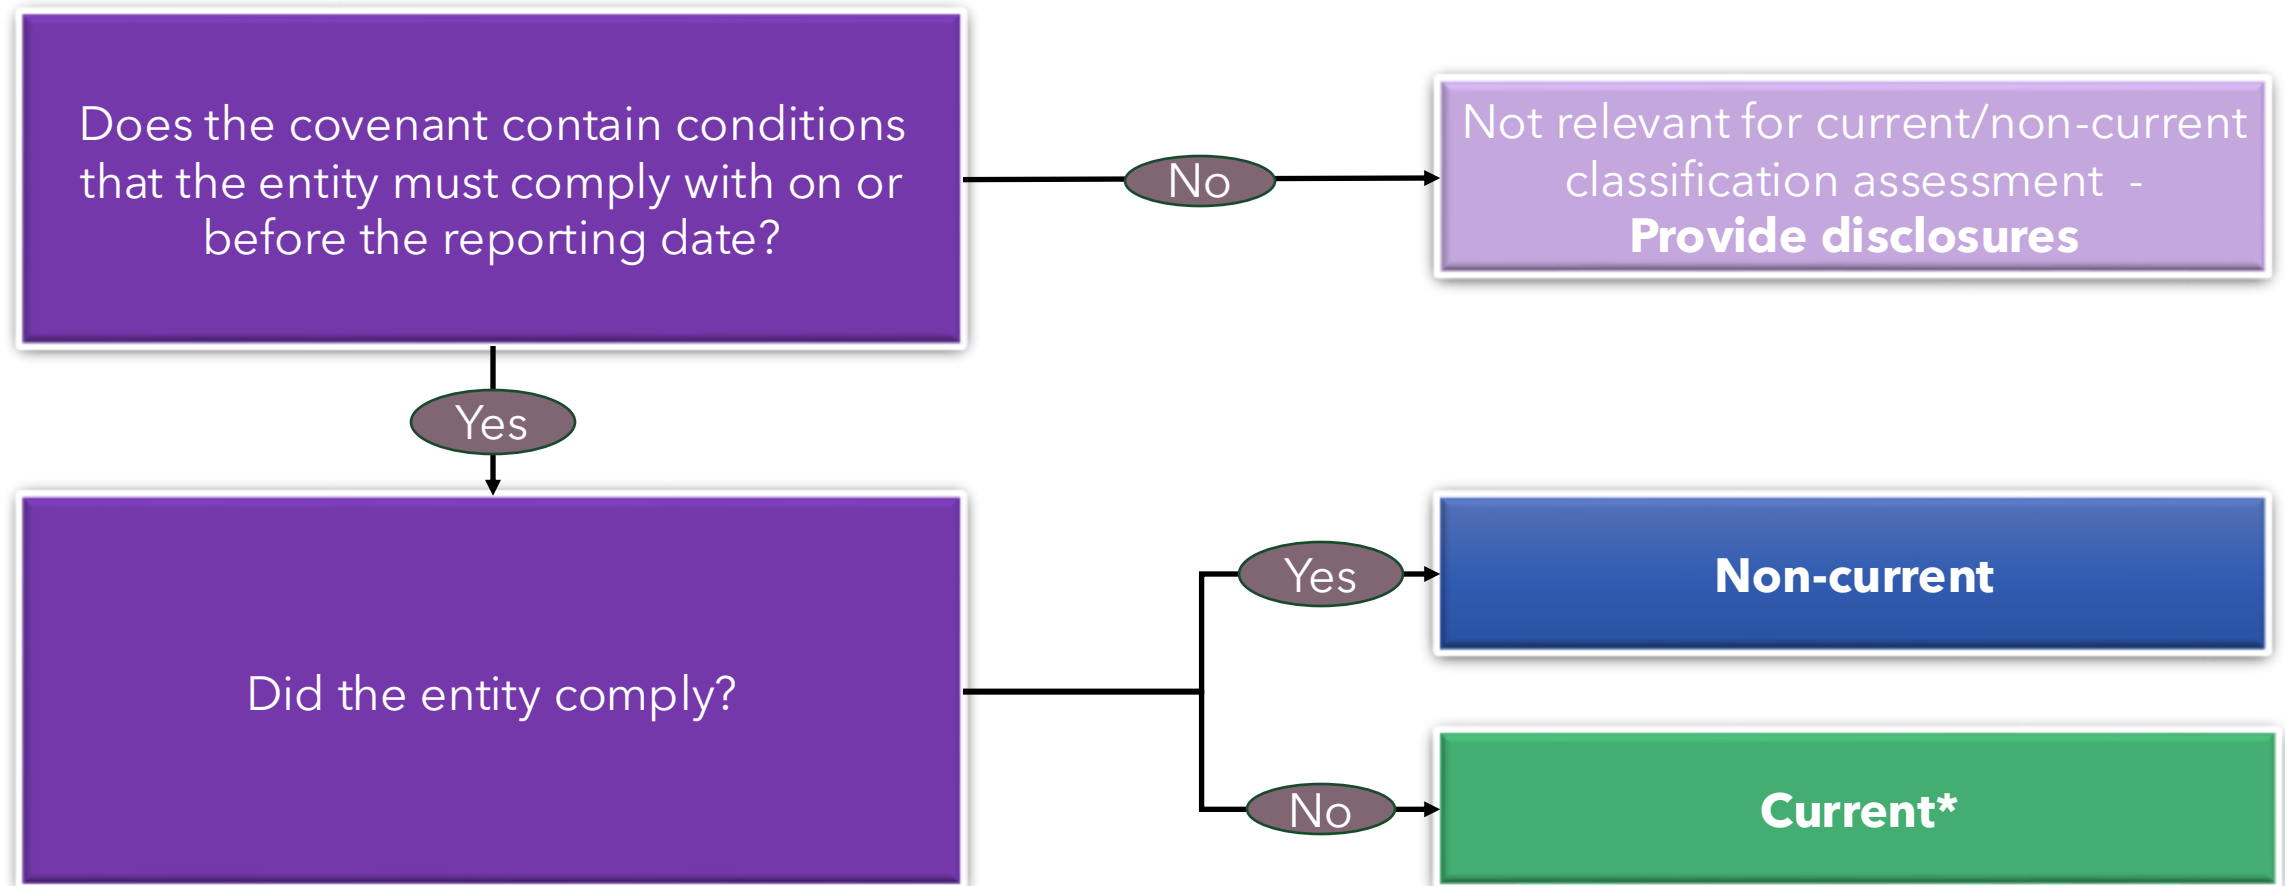 Does the covenant contain conditions
that the entity must comply with on or
before the reporting date?
No
Not relevant for current/non-current
classification assessment -
Provide disclosures
Yes
Did the entity comply?
Yes
Non-current
No
Current*